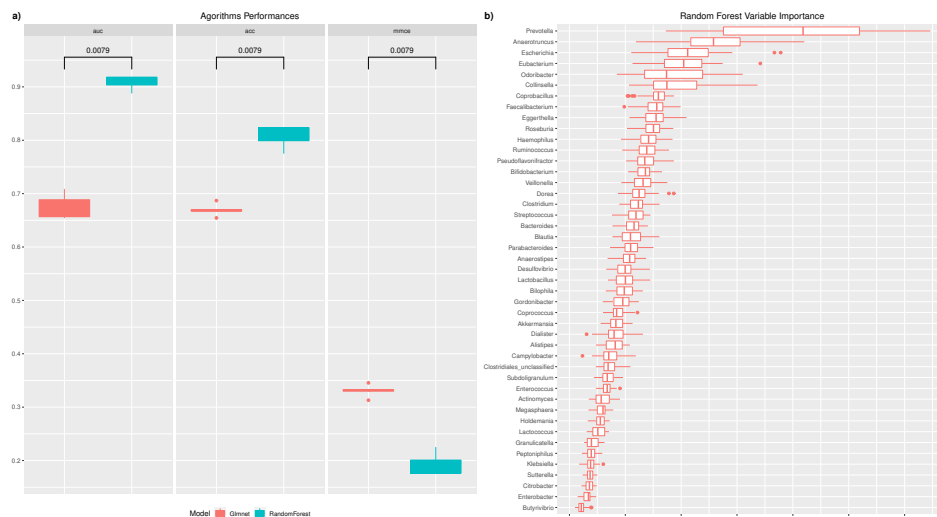 a)
Agorithms Performances
auc
acc
mmce
0.0079
0.0079
0.0079
0.9
0.8
0.7
0.6
0.5
0.4
0.3
0.2
Model Glmnet RandomForest
b)
Random Forest Variable Importance
Prevotella
Anaerotruncus
Escherichia
Eubacterium
Odoribacter
Collinsella
Coprobacillus
Faecalibacterium
Eggerthella
Roseburia
Haemophilus
Ruminococcus
Pseudoflavonifractor
Bifidobacterium
Veillonella
Dorea
Clostridium
Streptococcus
Bacteroides
Blautia
Parabacteroides
Anaerostipes
Desulfovibrio
Lactobacillus
Bilophila
Gordonibacter
Coprococcus
Akkermansia
Dialister
Alistipes
Campylobacter
Clostridiales_unclassified
Subdoligranulum
Enterococcus
Actinomyces
Megasphaera
Holdemania
Lactococcus
Granulicatella
Peptoniphilus
Klebsiella
Sutterella
Citrobacter
Enterobacter
Butyrivibrio